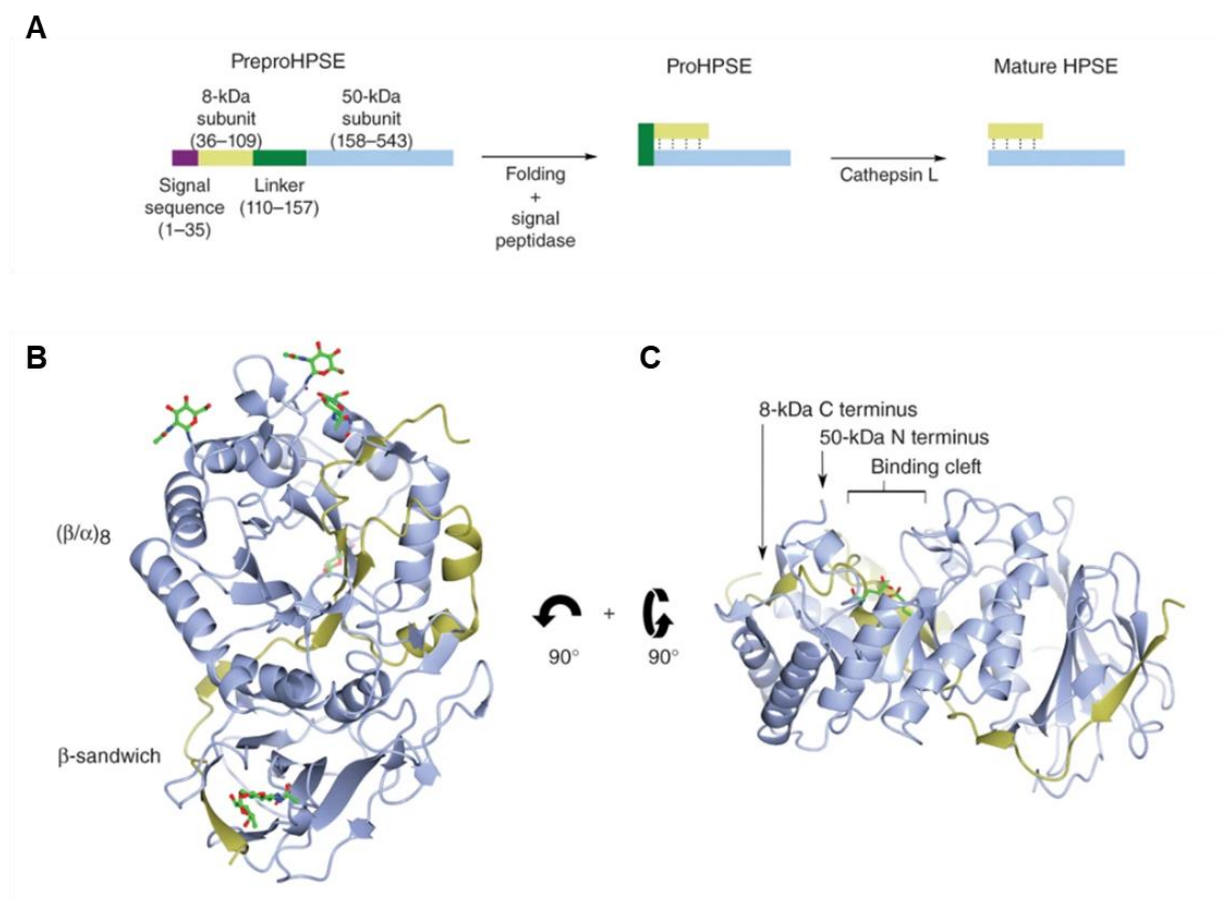 A
PreproHPSE
ProHPSE
Mature HPSE
8-kDa
subunit
(36–109)
50-kDa
subunit
(158–543)
Signal
sequence
(1–35)
Linker
(110–157)
Folding
+
signal
peptidase
Cathepsin L
B
(β/α)8
β-sandwich
90°
+
90°
C
8-kDa C terminus
50-kDa N terminus
Binding cleft